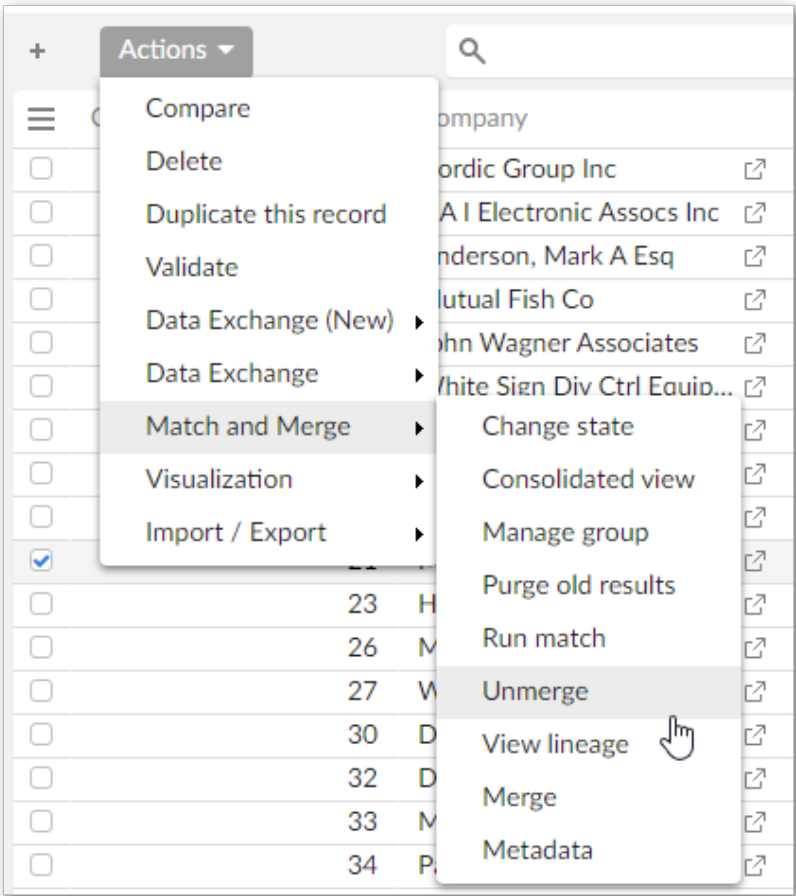 + Actions
Compare
Delete
Duplicate this record
Validate
Data Exchange (New)
Data Exchange
Match and Merge
Visualization
Import / Export
ompany
ordic Group Inc
A I Electronic Assocs Inc
nderson, Mark A Esq
utual Fish Co
ohn Wagner Associates
hite Sign Div Ctrl Equip...
Change state
Consolidated view
Manage group
Purge old results
Run match
Unmerge
View lineage
Merge
Metadata
21
23 H
26 M
27 W
30 D
32 D
33 M
34 Pa